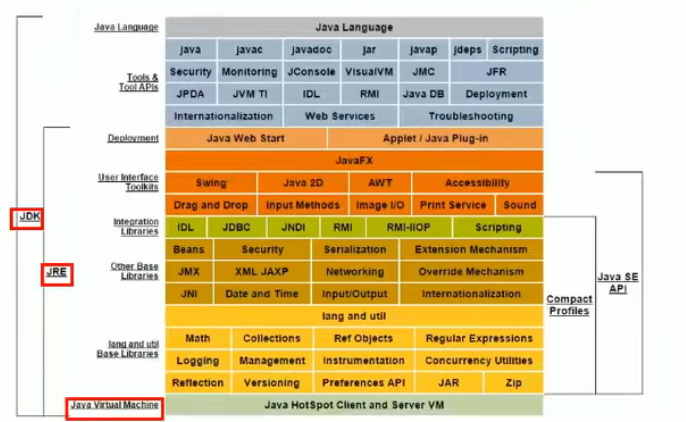 Java Language Java Language
java javac javadoc jar javap jdeps Scripting
Security Monitoring JConsole VisualVM JMC JFR
Tools &
Tool APIs
JPDA JVM TI IDL RMI Java DB Deployment
Internationalization Web Services Troubleshooting
Deployment Java Web Start Applet / Java Plug-in
JavaFX
User Interface
Toolkits
Swing Java 2D AWT Accessibility
Drag and Drop Input Methods Image I/O Print Service Sound
JDK
Integration
Libraries
IDL JDBC JNDI RMI RMI-IIOP Scripting
Beans Security Serialization Extension Mechanism
JRE
Other Base
Libraries
JMX XML JAXP Networking Override Mechanism
Java SE
API
JNI Date and Time Input/Output Internationalization
Compact
Profiles
lang and util
lang and util
Base Libraries
Math Collections Ref Objects Regular Expressions
Logging Management Instrumentation Concurrency Utilities
Reflection Versioning Preferences API JAR Zip
Java Virtual Machine Java HotSpot Client and Server VM